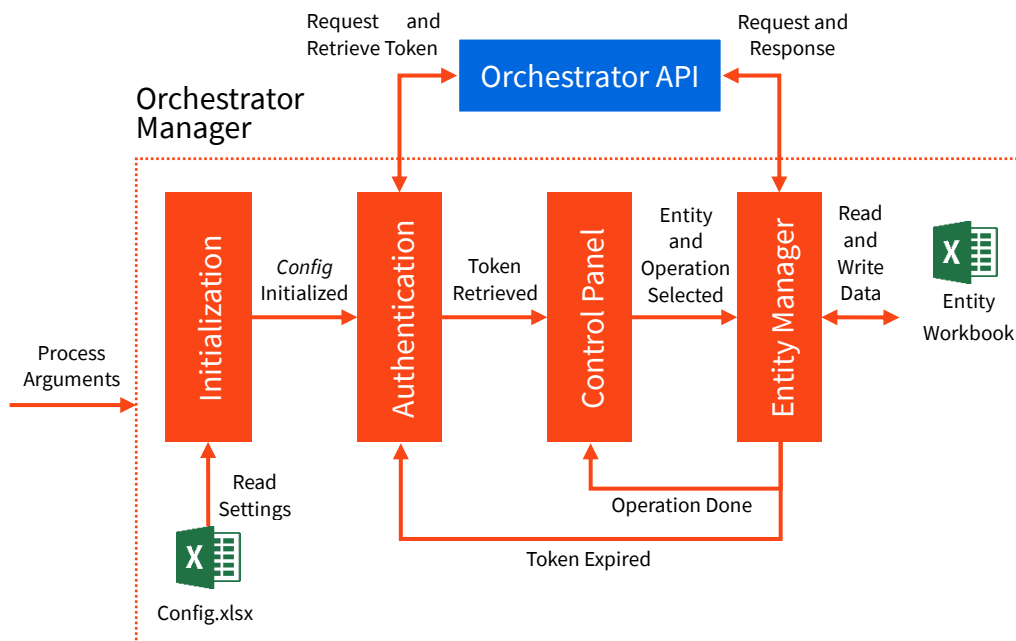 Request and
Retrieve Token
Request and
Response
Orchestrator API
Orchestrator
Manager
Initialization
Config
Initialized
Authentication
Token
Retrieved
Control Panel
Entity
and
Operation
Selected
Entity Manager
Read
and
Write
Data
X
Entity
Workbook
Process
Arguments
Read
Settings
Operation Done
Token Expired
X
Config.xlsx